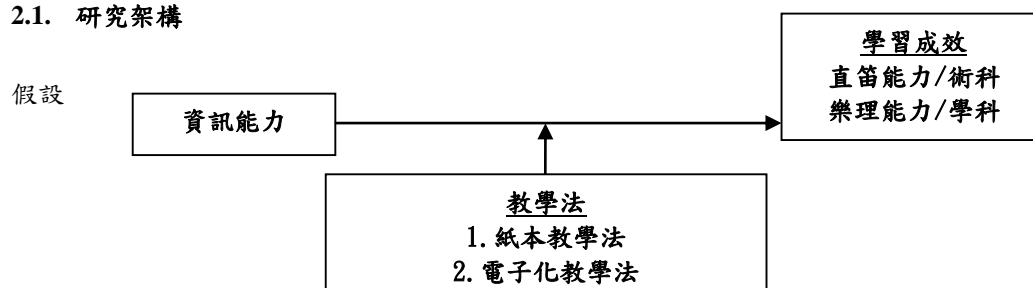 2.1. 研究架構
學習成效
直笛能力/術科
樂理能力/學科
假設
資訊能力
教學法
1.紙本教學法
2.電子化教學法